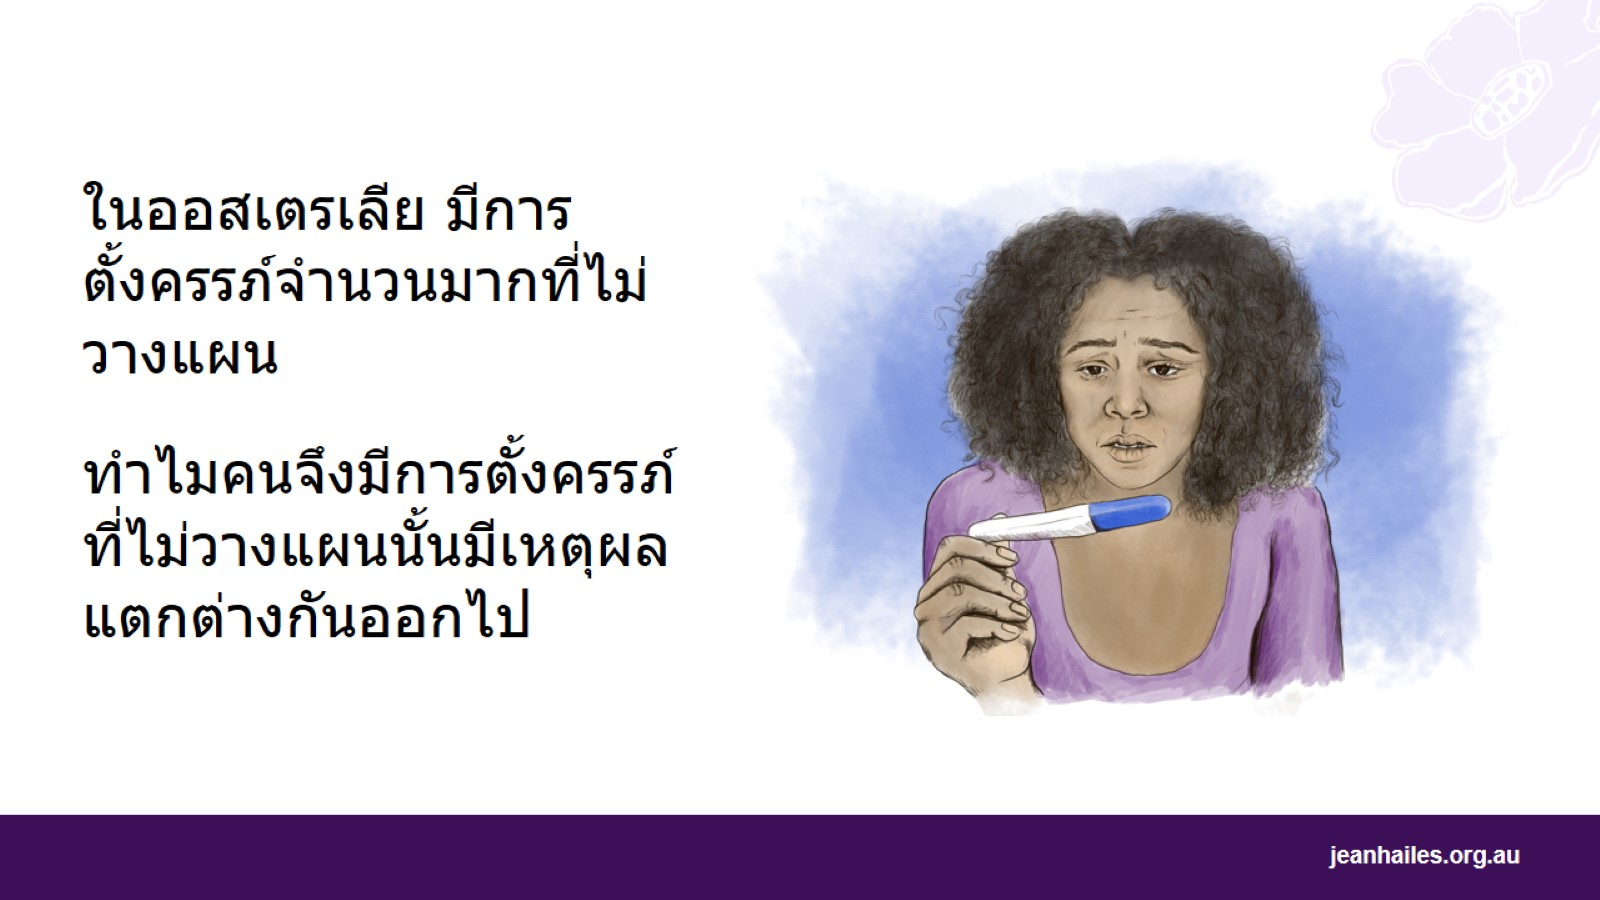 ในออสเตรเลีย มีการ
ตั้งครรภ์จำนวนมากที่ไม่
วางแผน
ทำไมคนจึงมีการตั้งครรภ์
ที่ไม่วางแผนนั้นมีเหตุผล
แตกต่างกันออกไป
jeanhailes.org.au